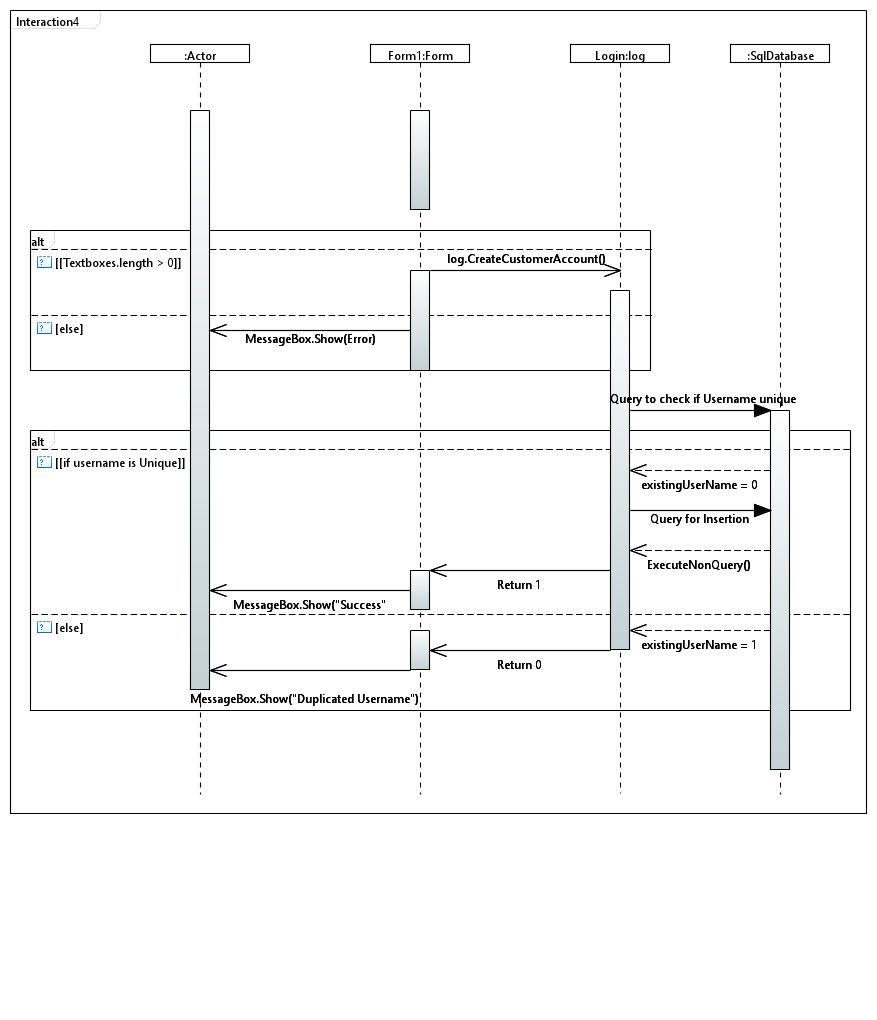 Interaction4
:Actor
Form1:Form
Login:log
:SqlDatabase
alt
[[Textboxes.length > 0]]
log.CreateCustomerAccount()
[else]
MessageBox.Show(Error)
Query to check if Username unique
alt
[[if username is Unique]]
existingUserName = 0
Query for Insertion
ExecuteNonQuery()
Return 1
MessageBox.Show("Success"
[else]
existingUserName = 1
Return 0
MessageBox.Show("Duplicated Username")